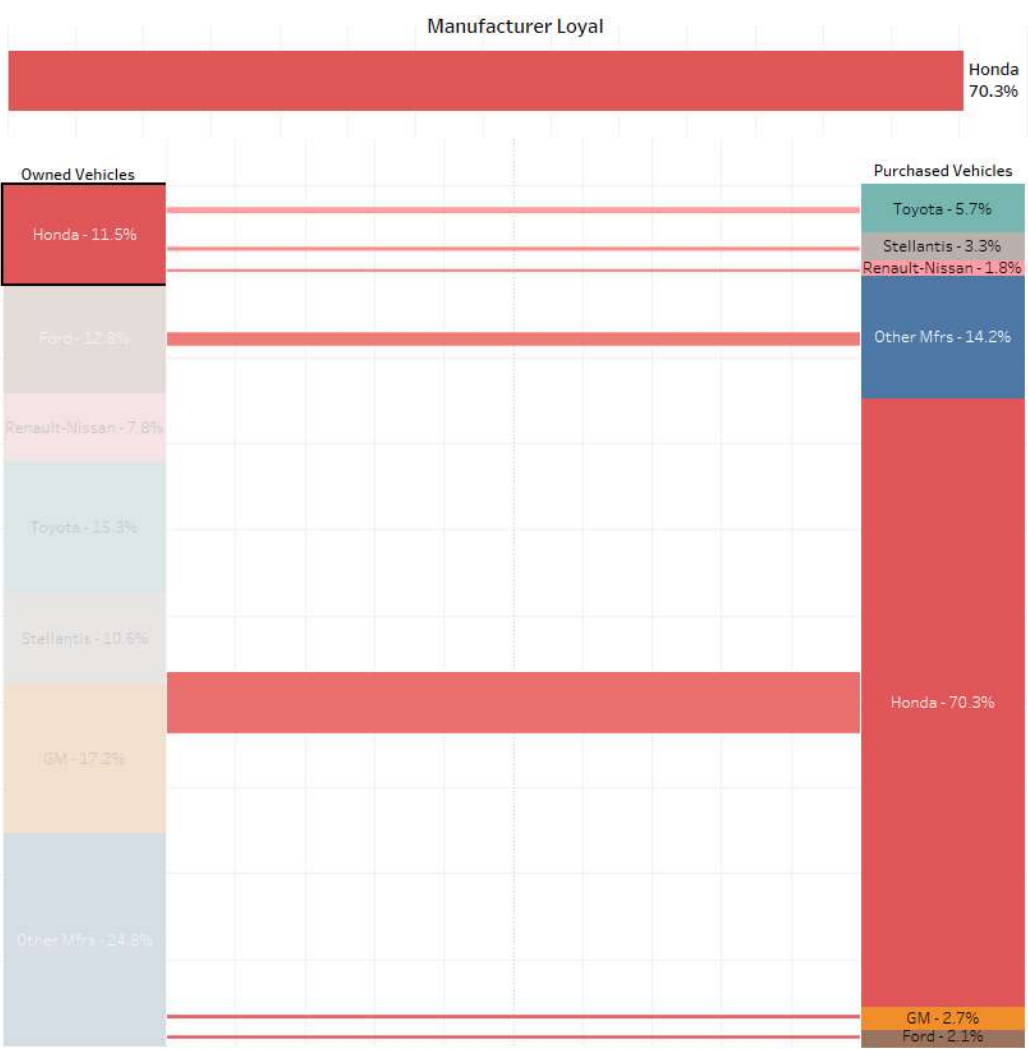 Manufacturer Loyal
Honda
70.3%
Owned Vehicles
Purchased Vehicles
Honda - 11.5%
Ford - 12.8%
Renault-Nissan - 7.8%
Toyota - 15.3%
Stellantis - 10.6%
GM - 17.2%
Other Mfrs - 24.8%
Toyota - 5.7%
Stellantis - 3.3%
Renault-Nissan - 1.8%
Other Mfrs - 14.2%
Honda - 70.3%
GM - 2.7%
Ford - 2.1%